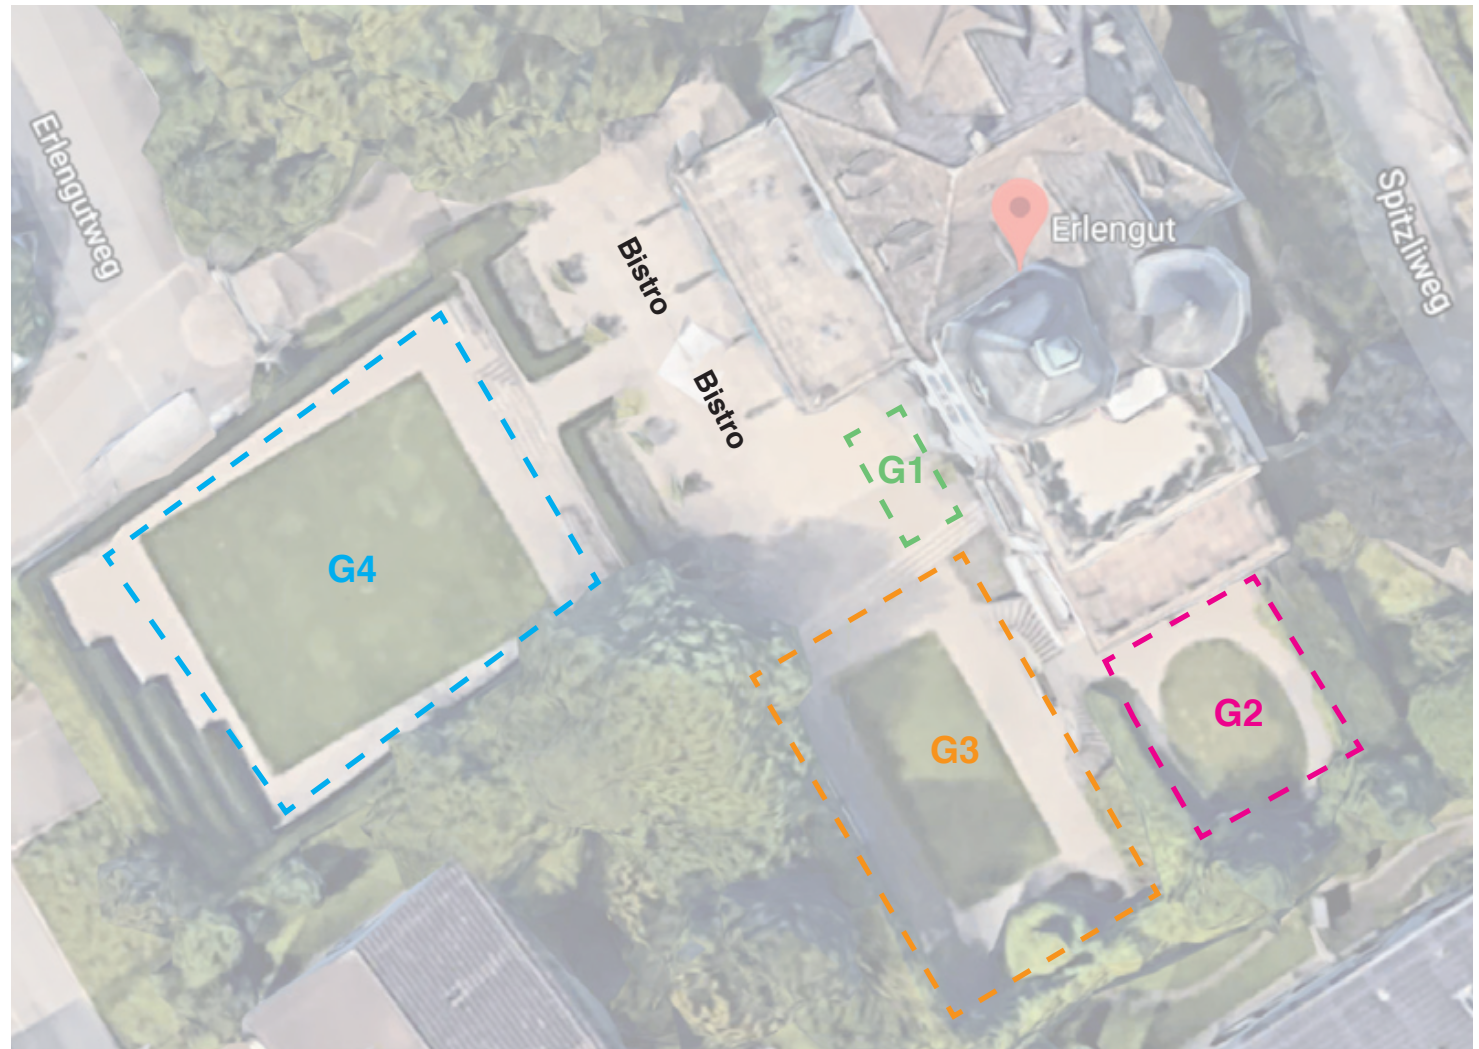 Erlengutweg
Bistro
Erlengut
Spitzliweg
Bistro
G1
G4
G2
G3